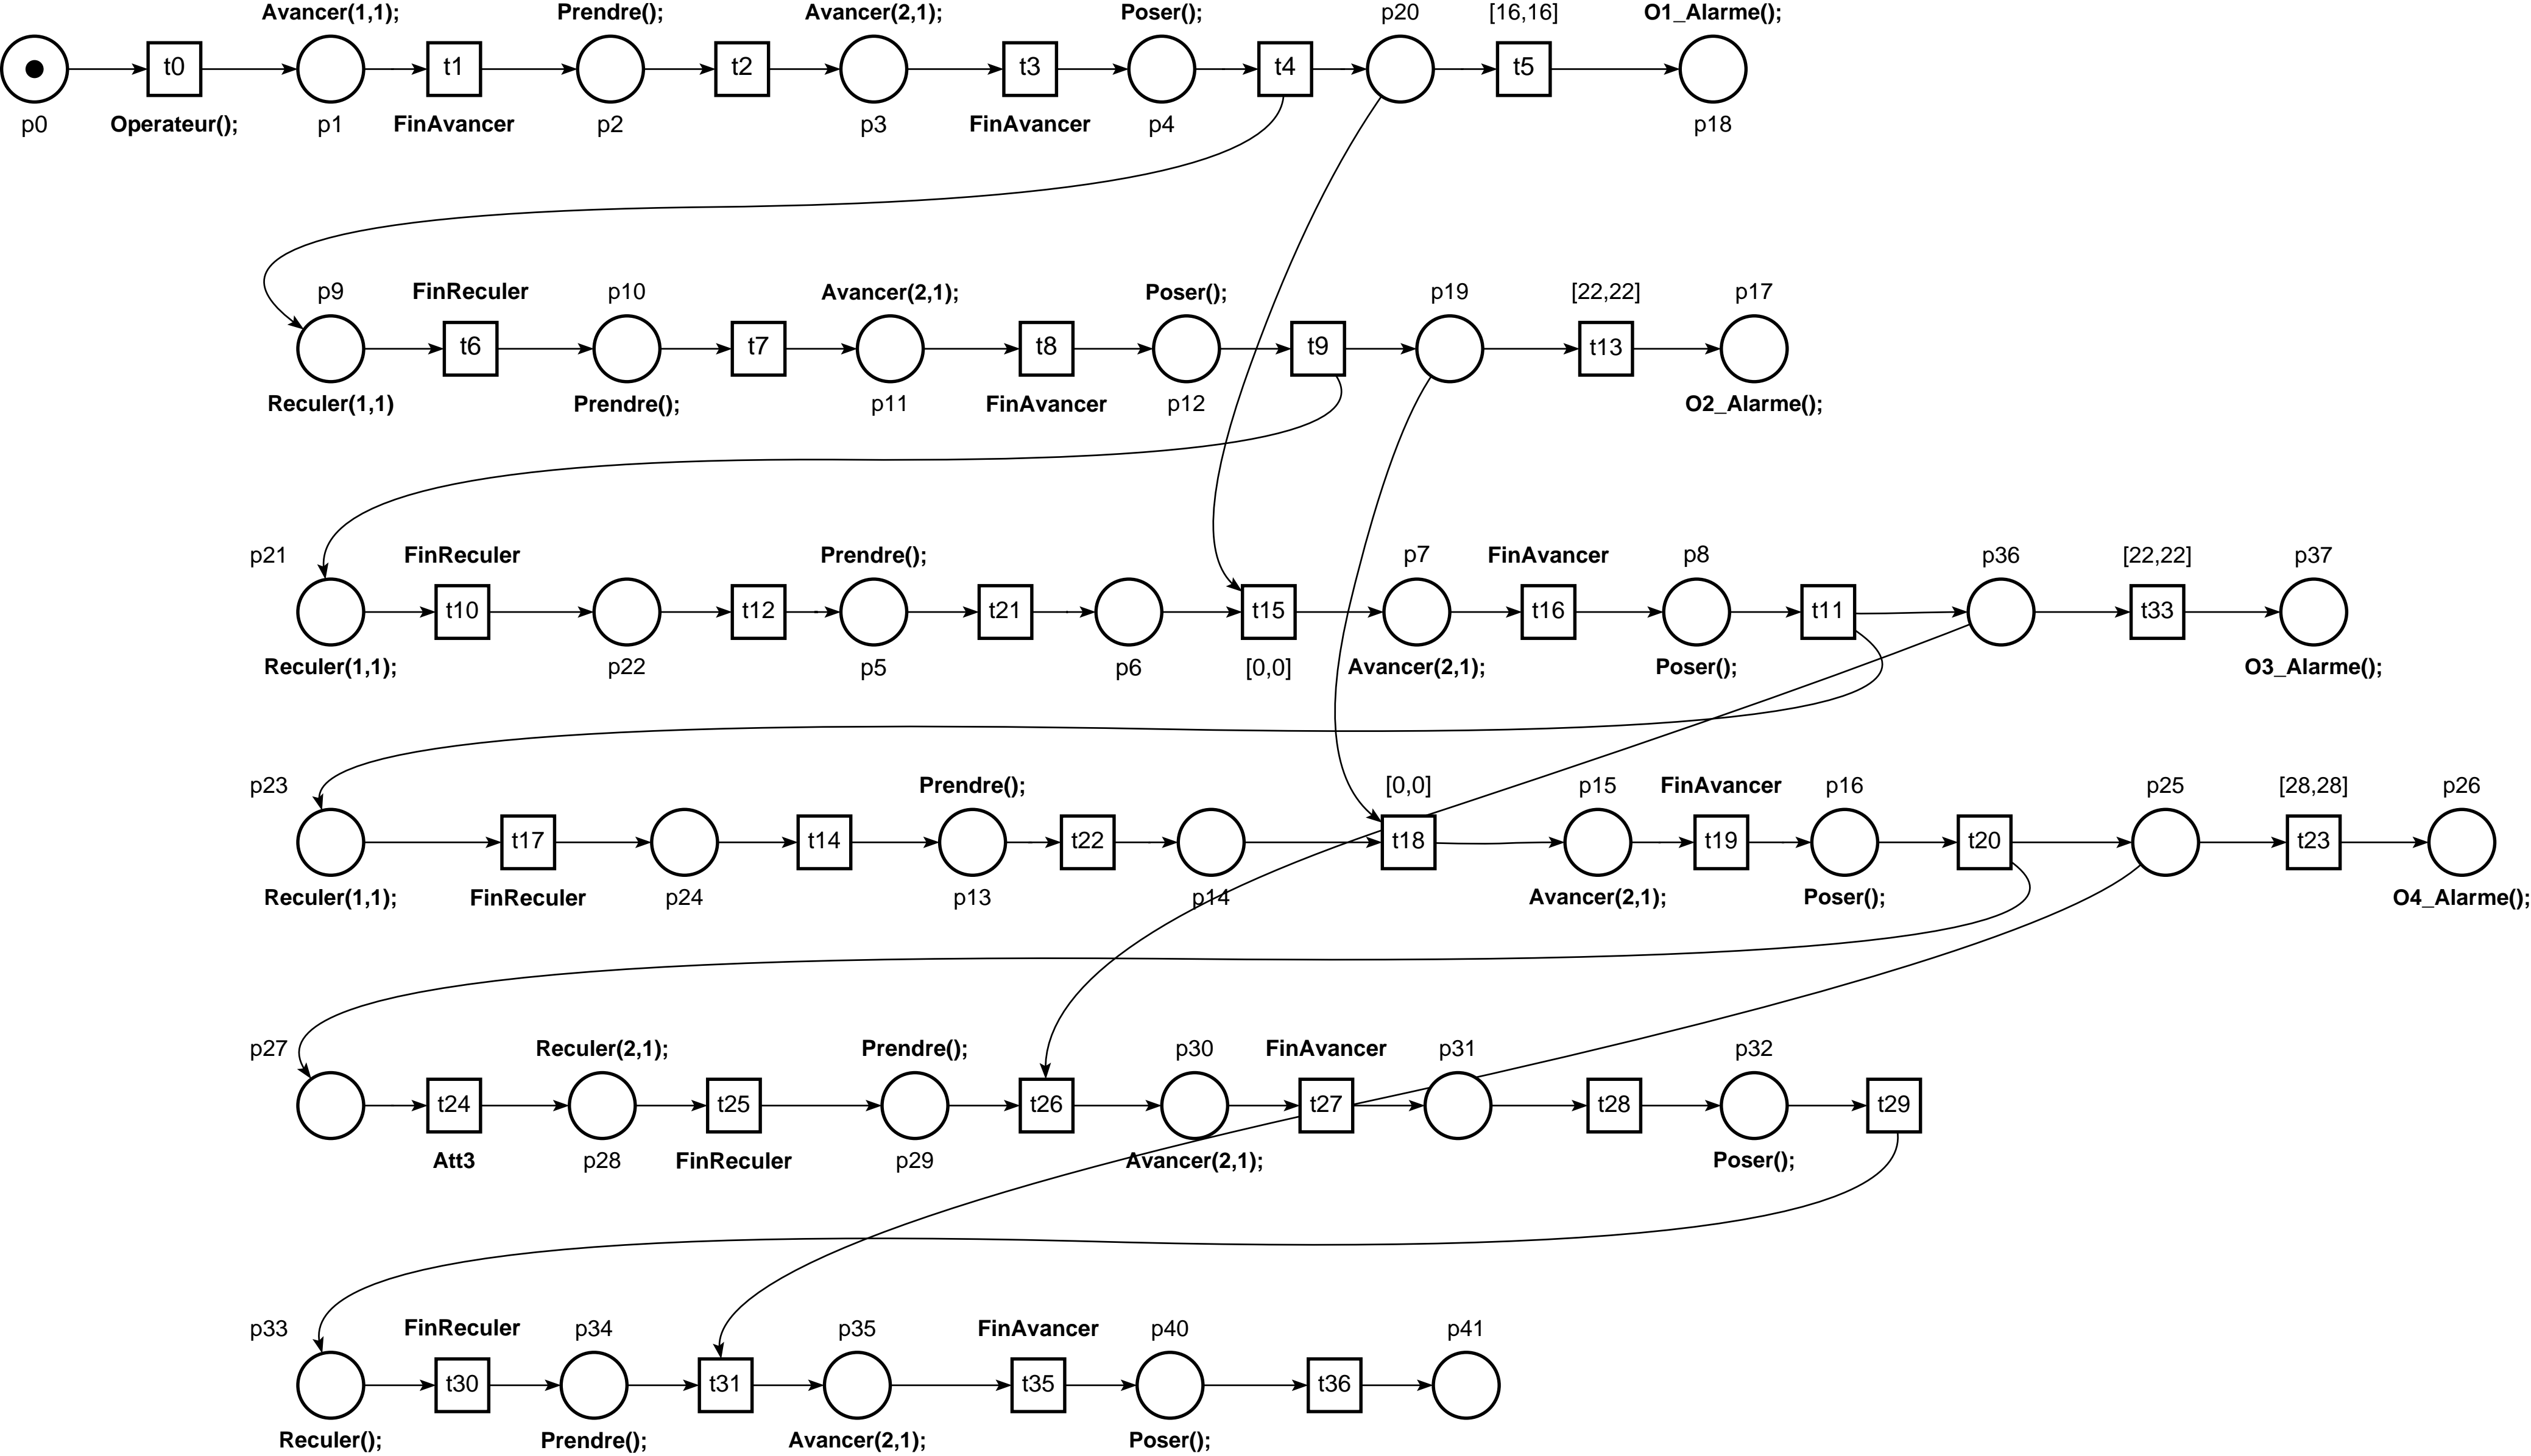 Avancer(1,1); Prendre(); Avancer(2,1); Poser(); p20 [16,16] O1_Alarme();
t0 t1 t2 t3 t4 t5
p0 Operateur(); p1 FinAvancer p2 p3 FinAvancer p4 p18
p9 FinReculer p10 Avancer(2,1); Poser(); p19 [22,22] p17
t6 t7 t8 t9 t13
Reculer(1,1) Prendre(); p11 FinAvancer p12 O2_Alarme();
p21 FinReculer Prendre(); p7 FinAvancer p8 p36 [22,22] p37
t10 t12 t21 t15 t16 t11 t33
Reculer(1,1); p22 p5 p6 [0,0] Avancer(2,1); Poser(); O3_Alarme();
p23 Prendre(); [0,0] p15 FinAvancer p16 p25 [28,28] p26
t17 t14 t22 t18 t19 t20 t23
Reculer(1,1); FinReculer p24 p13 p14 Avancer(2,1); Poser(); O4_Alarme();
p27 Reculer(2,1); Prendre(); p30 FinAvancer p31 p32
t24 t25 t26 t27 t28 t29
Att3 p28 FinReculer p29 Avancer(2,1); Poser();
p33 FinReculer p34 p35 FinAvancer p40 p41
t30 t31 t35 t36
Reculer(); Prendre(); Avancer(2,1); Poser();